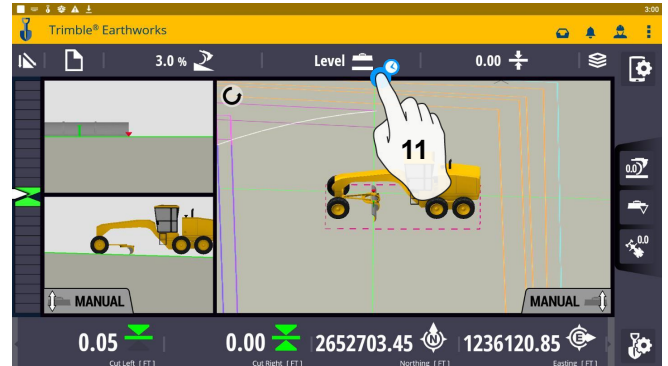 3:00
Trimble® Earthworks
3.0 %
Level
0.00
11
0.0
0.0
MANUAL
MANUAL
0.05
0.00
2652703.45
N
1236120.85
E
Cut Left [FT]
Cut Right [FT]
Northing [FT]
Easting [FT]